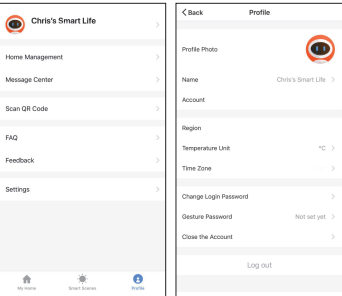 Chris's Smart Life
Home Management
Message Center
Scan QR Code
FAQ
Feedback
Settings
My Home
Smart Scenes
Profile
Back
Profile
Profile Photo
Name
Chris's Smart Life
Account
Region
Temperature Unit
°C
Time Zone
Change Login Password
Gesture Password
Not set yet
Close the Account
Log out